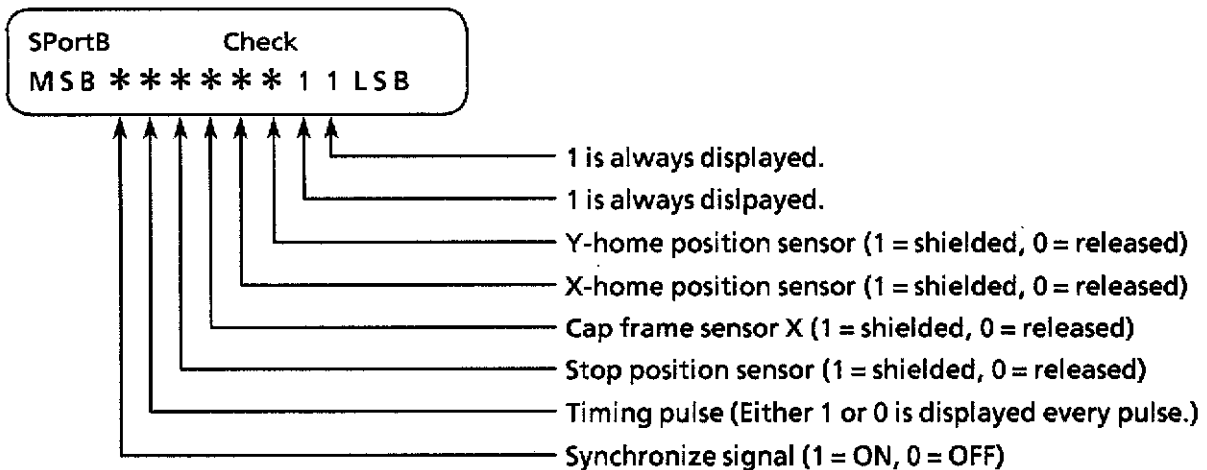 SPortB Check
MSB ****** 1 1 LSB
1 is always displayed.
1 is always dislpayed.
Y-home position sensor (1 = shielded, 0 = released)
X-home position sensor (1 = shielded, 0 = released)
Cap frame sensor X (1 = shielded, 0 = released)
Stop position sensor (1 = shielded, 0 = released)
Timing pulse (Either 1 or 0 is displayed every pulse.)
Synchronize signal (1 = ON, 0 = OFF)